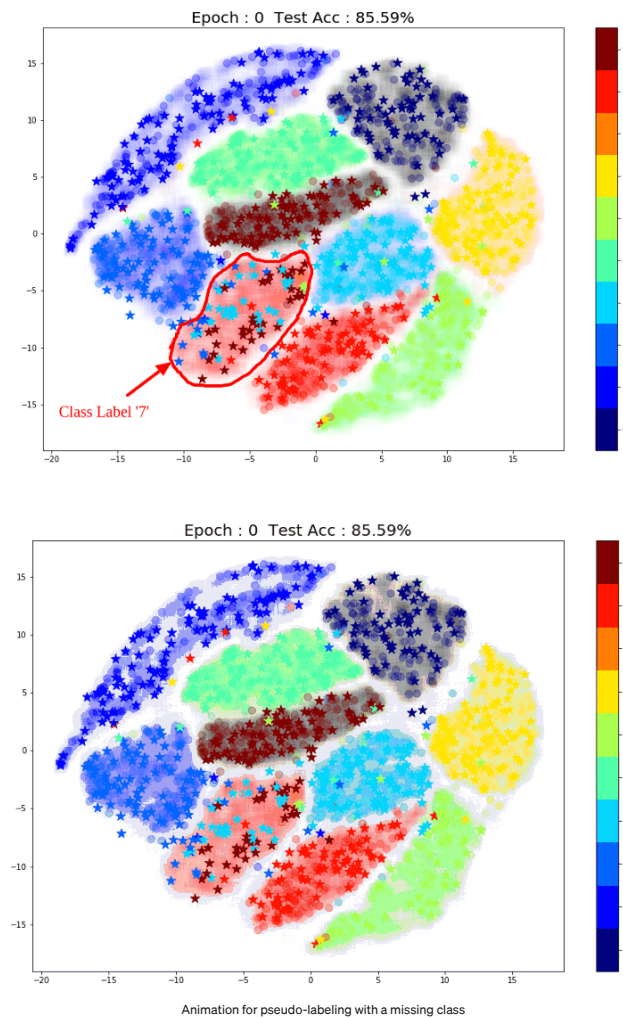 Epoch : 0 Test Acc : 85.59%
15
10
5
0
−5
−10
−15
Class Label '7'
−20 −15 −10 −5 0 5 10 15
Epoch : 0 Test Acc : 85.59%
15
10
5
0
−5
−10
−15
−20 −15 −10 −5 0 5 10 15
Animation for pseudo-labeling with a missing class